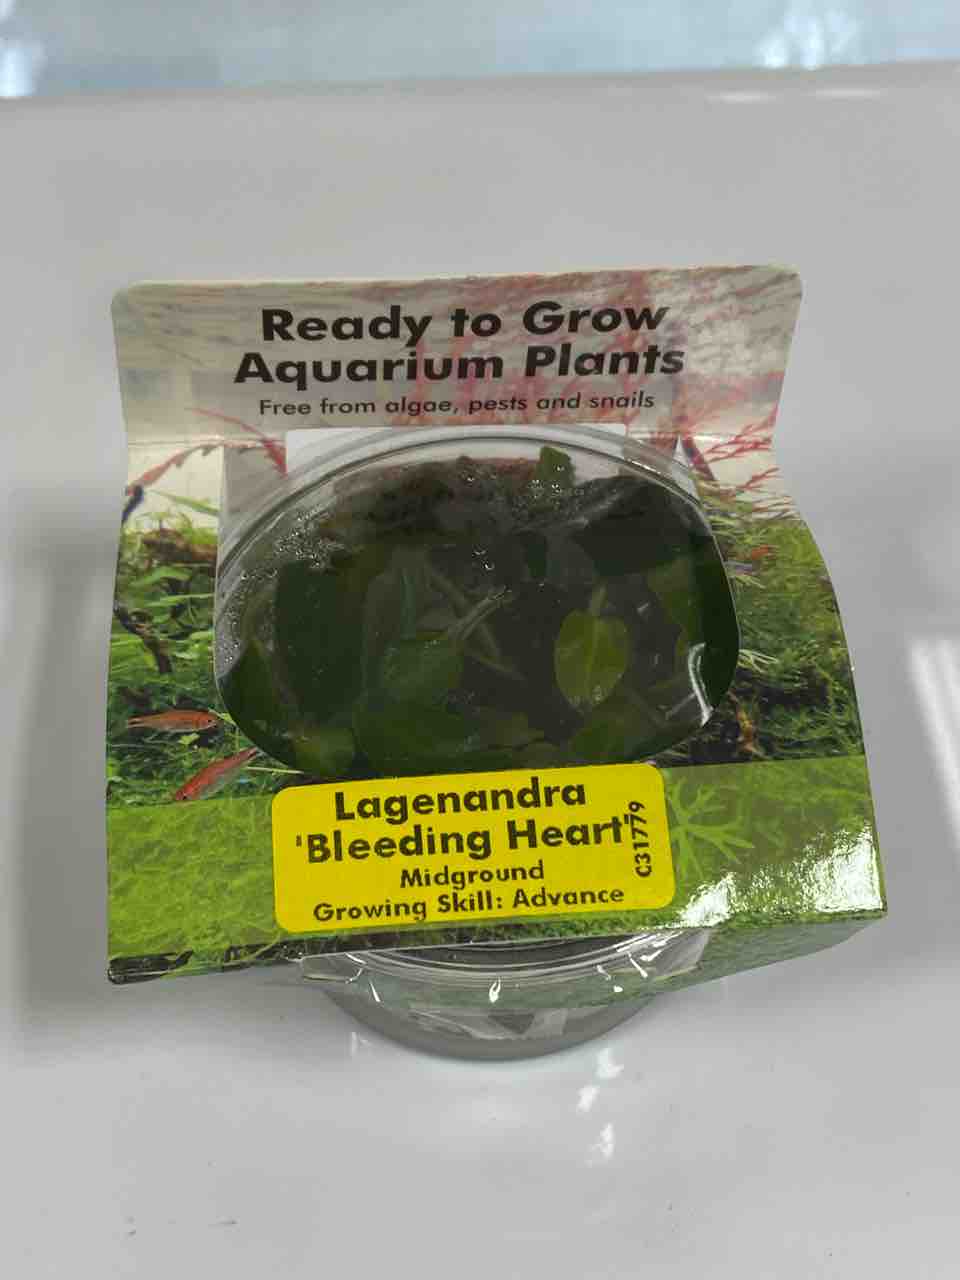 Ready to Grow
Aquarium Plants
Free from algae, pests and snails
Lagenandra
'Bleeding Heart'
Midground
Growing Skill: Advance
C31779